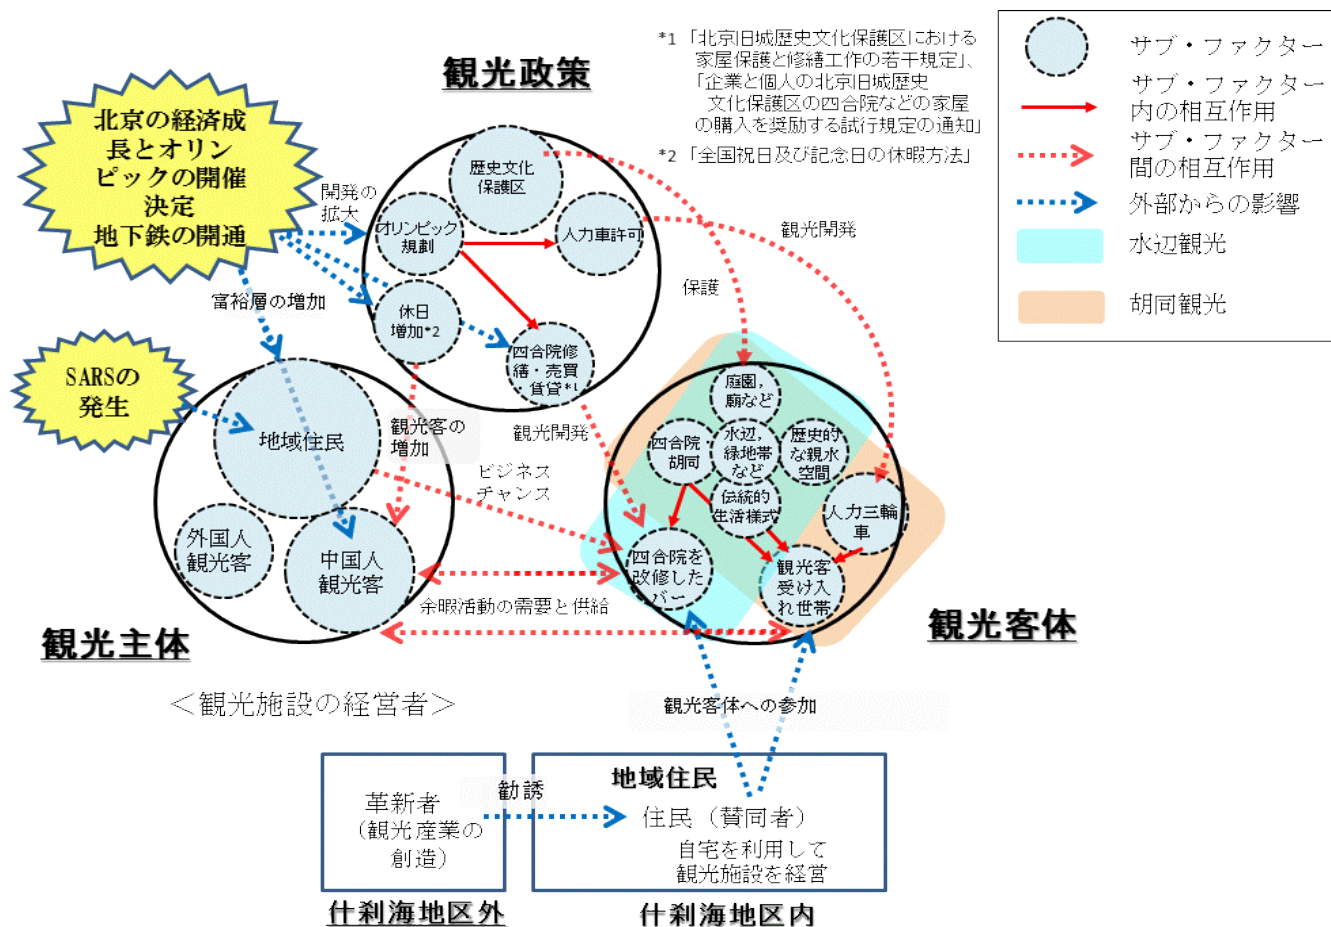 観光政策
*1「北京旧城歴史文化保護区における
家屋保護と修繕工作の若干規定」、
「企業と個人の北京旧城歴史
文化保護区の四合院などの家屋
の購入を奨励する試行規定の通知」
*2「全国祝日及び記念日の休暇方法」
サブ・ファクター
サブ・ファクター
内の相互作用
サブ・ファクター
間の相互作用
外部からの影響
水辺観光
胡同観光
北京の経済成
長とオリン
ピックの開催
決定
地下鉄の開通
開発の
拡大
歴史文化
保護区
オリンピック
規劃
人力車許可
休日
増加*2
四合院修
繕・売買
・賃貸*1
観光開発
保護
富裕層の増加
SARSの
発生
地域住民
観光客の
増加
観光開発
ビジネス
チャンス
外国人
観光客
中国人
観光客
庭園，
廟など
四合院・
胡同
水辺，
緑地帯
など
歴史的
な親水
空間
伝統的
生活様式
人力三輪
車
四合院を
改修した
バー
観光客
受け入
れ世帯
余暇活動の需要と供給
観光主体
観光客体
＜観光施設の経営者＞
観光客体への参加
革新者
（観光産業の
創造）
勧誘
地域住民
住民（賛同者）
自宅を利用して
観光施設を経営
什刹海地区外
什刹海地区内